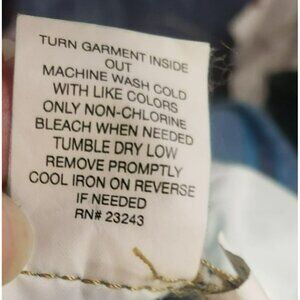 TURN GARMENT INSIDE
OUT
MACHINE WASH COLD
WITH LIKE COLORS
ONLY NON-CHLORINE
BLEACH WHEN NEEDED
TUMBLE DRY LOW
REMOVE PROMPTLY
COOL IRON ON REVERSE
IF NEEDED
RN# 23243